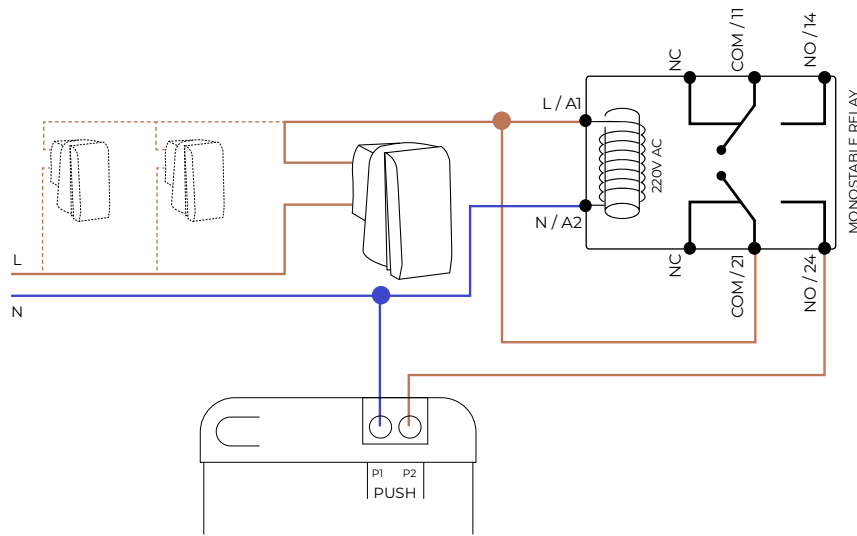 NC
COM / 11
NO / 14
L / A1
220V AC
MONOSTABLE RELAY
N / A2
L
N
NC
COM / 21
NO / 24
P1
P2
PUSH